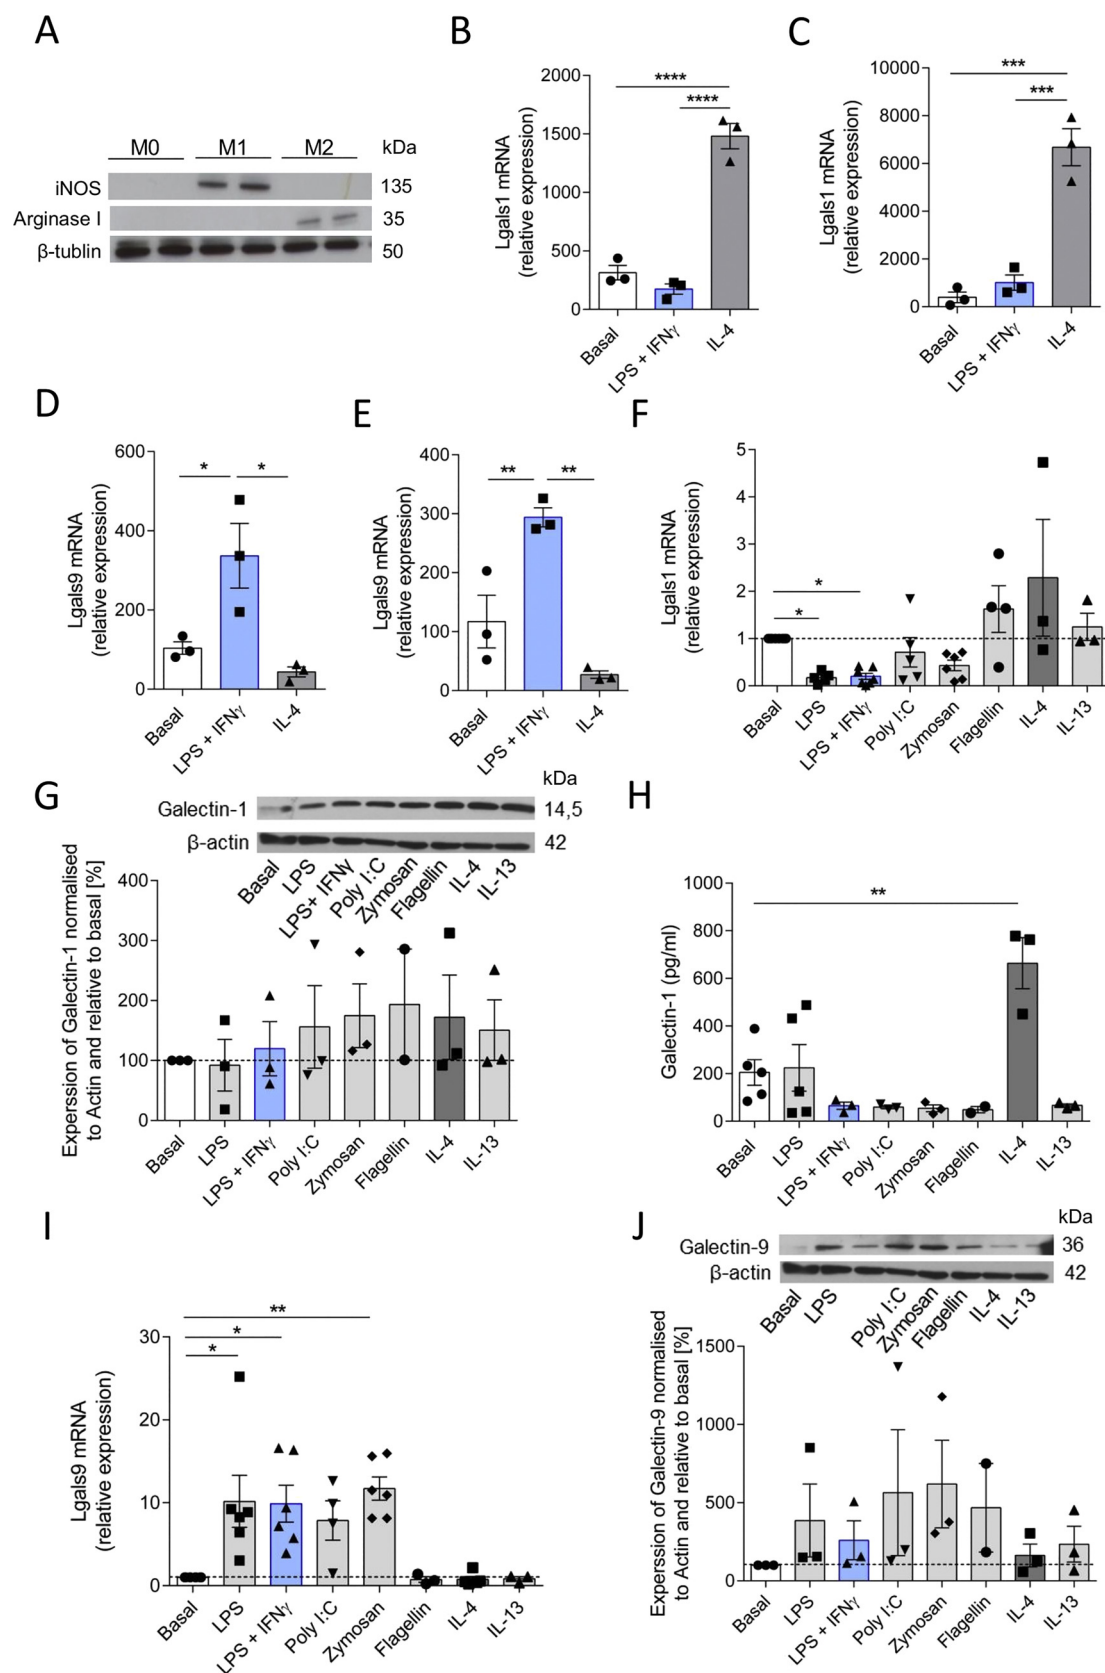 A
M0 M1 M2 kDa
iNOS 135
Arginase I 35
β-tublin 50
B
Lgals1 mRNA
(relative expression)
2000
1500
1000
500
0
****
****
Basal
LPS + IFNγ
IL-4
C
Lgals1 mRNA
(relative expression)
10000
8000
6000
4000
2000
0
***
***
Basal
LPS + IFNγ
IL-4
D
Lgals9 mRNA
(relative expression)
600
400
200
0
* *
Basal
LPS + IFNγ
IL-4
E
Lgals9 mRNA
(relative expression)
400
300
200
100
0
** **
Basal
LPS + IFNγ
IL-4
F
Lgals1 mRNA
(relative expression)
5
4
3
2
1
0
*
*
Basal
LPS
LPS + IFNγ
Poly I:C
Zymosan
Flagellin
IL-4
IL-13
G
kDa
Galectin-1 14,5
β-actin 42
Basal
LPS
LPS+ IFNγ
Poly I:C
Zymosan
Flagellin
IL-4
IL-13
Experssion of Galectin-1 normalised
to Actin and relative to basal [%]
400
300
200
100
0
Basal
LPS
LPS + IFNγ
Poly I:C
Zymosan
Flagellin
IL-4
IL-13
H
Galectin-1 (pg/ml)
1000
800
600
400
200
0
**
Basal
LPS
LPS + IFNγ
Poly I:C
Zymosan
Flagellin
IL-4
IL-13
I
Lgals9 mRNA
(relative expression)
30
20
10
0
**
*
*
Basal
LPS
LPS + IFNγ
Poly I:C
Zymosan
Flagellin
IL-4
IL-13
J
kDa
Galectin-9 36
β-actin 42
Basal
LPS
Poly I:C
Zymosan
Flagellin
IL-4
IL-13
Experssion of Galectin-9 normalised
to Actin and relative to basal [%]
1500
1000
500
0
Basal
LPS
LPS + IFNγ
Poly I:C
Zymosan
Flagellin
IL-4
IL-13